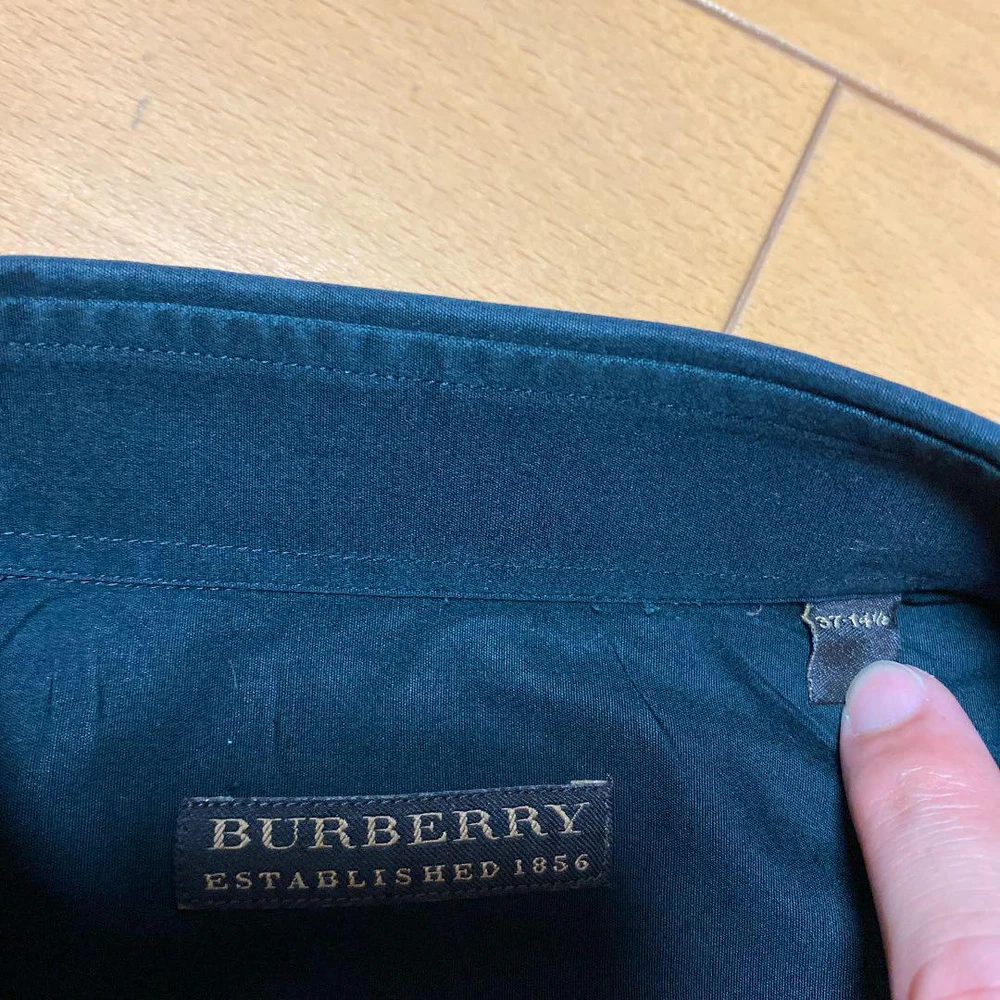 37-14½
BURBERRY
ESTABLISHED 1856